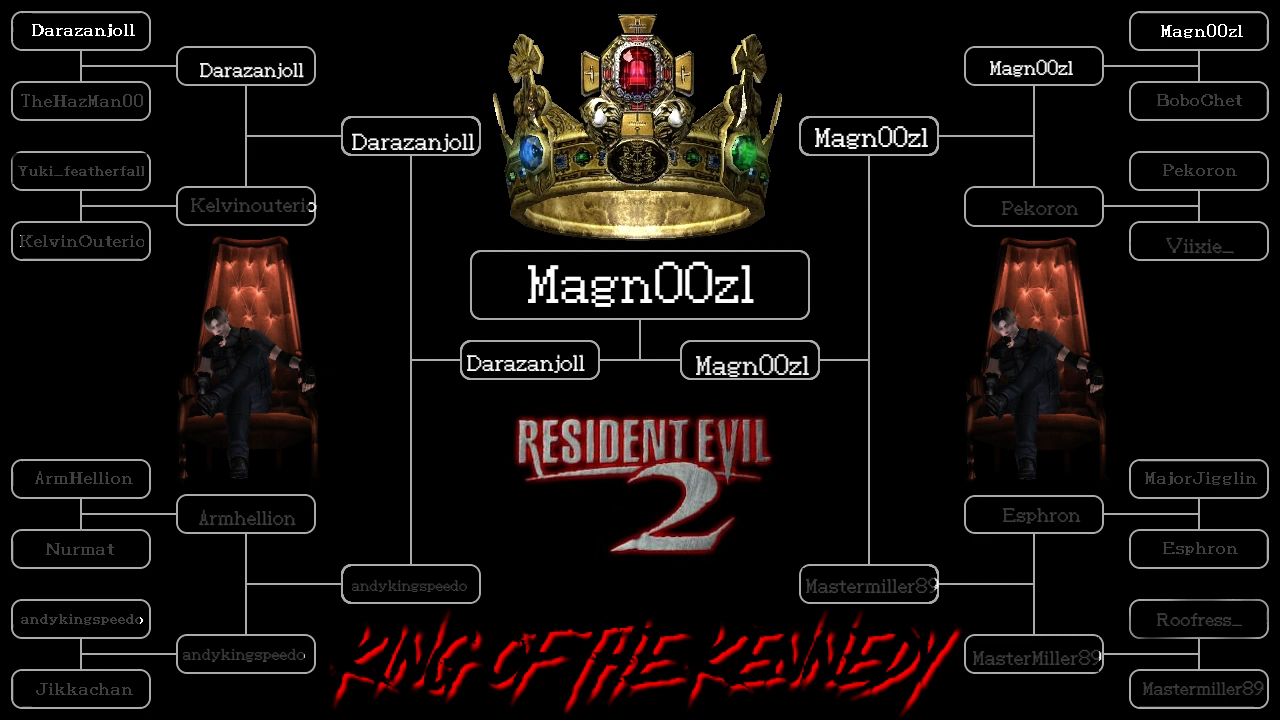 Darazanjoll
TheHazMan00
Yuki_featherfall
KelvinOuterio
Darazanjoll
Kelvinouterio
Darazanjoll
ArmHellion
Nurmat
andykingspeedo
Jikkachan
Armhellion
andykingspeedo
andykingspeedo
Magn00zl
Darazanjoll
Magn00zl
RESIDENT EVIL
2
KING OF THE KENNEDY
Magn00zl
Mastermiller89
Magn00zl
Pekoron
Esphron
MasterMiller89
Magn00zl
BoboChet
Pekoron
Viixie_
MajorJigglin
Esphron
Roofress_
Mastermiller89